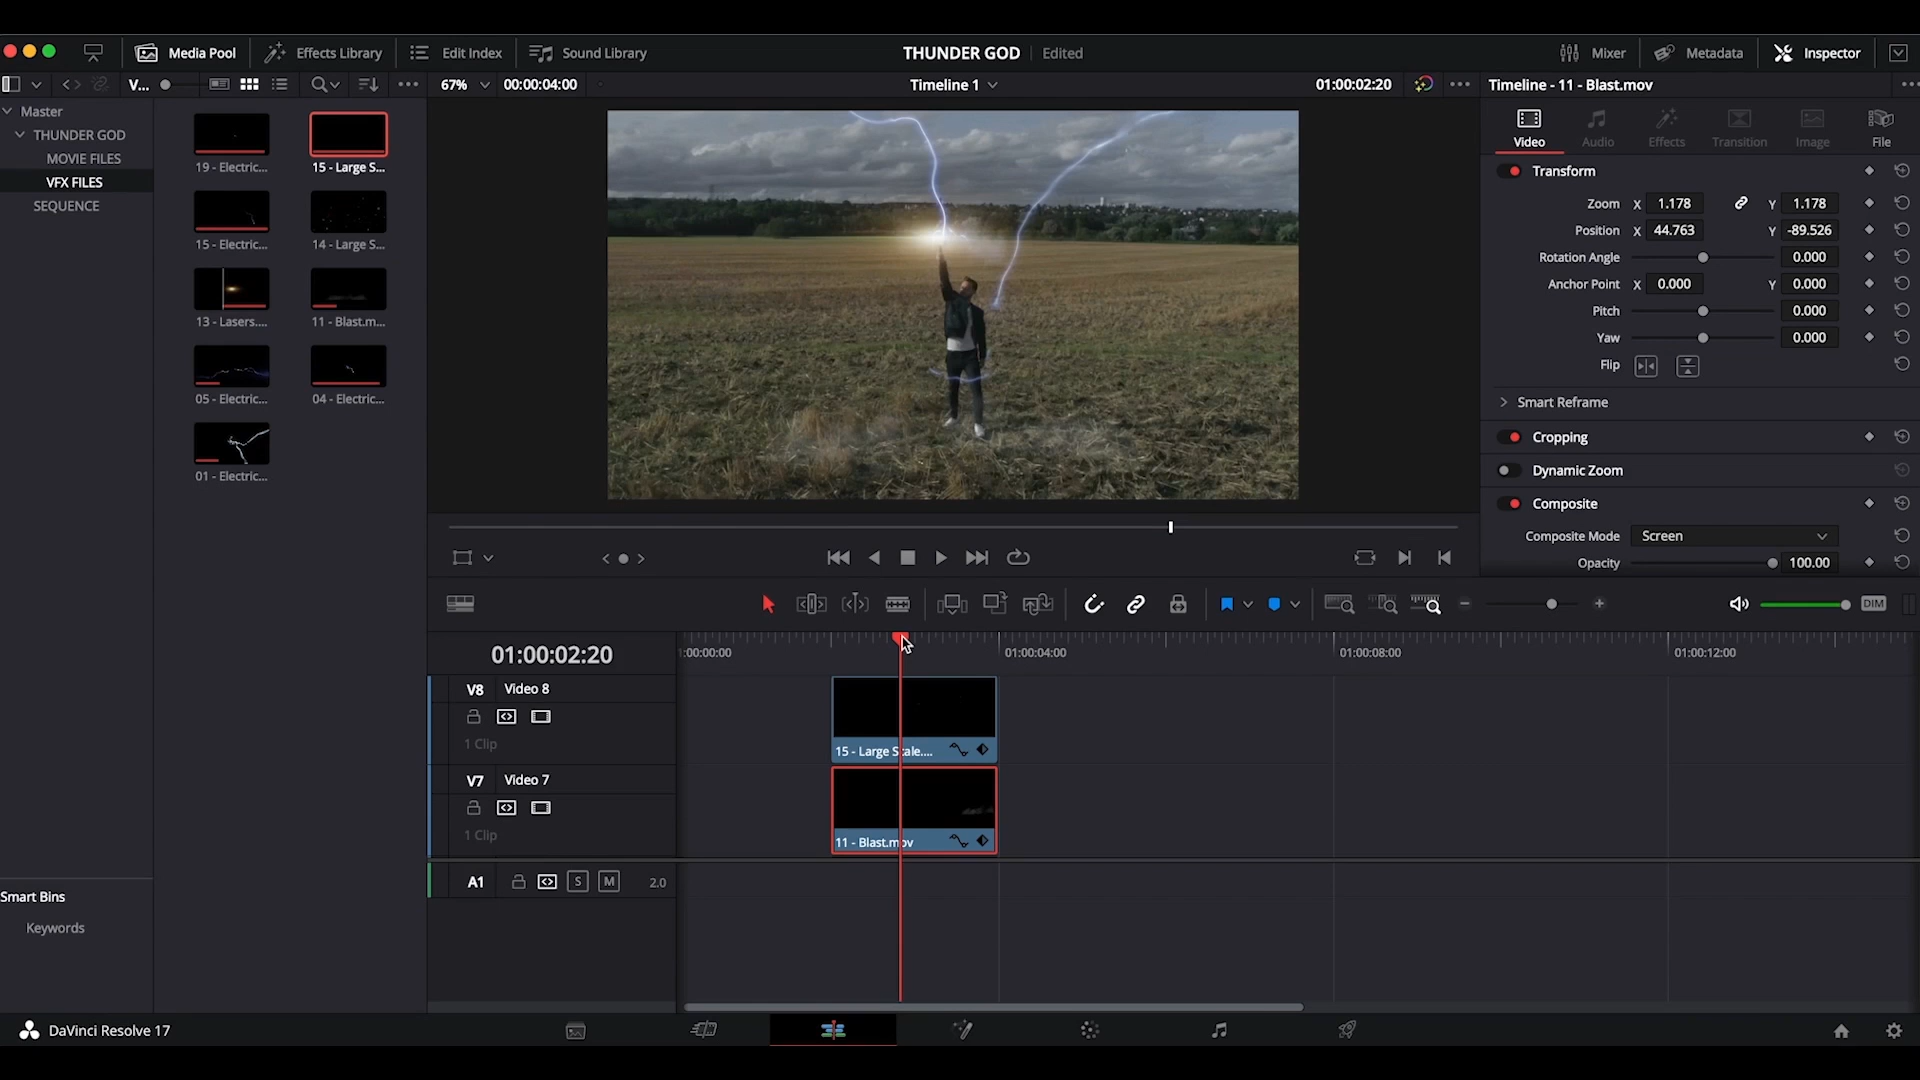 Media Pool Effects Library Edit Index Sound Library THUNDER GOD Edited Mixer Metadata Inspector
V... 67% 00:00:04:00 Timeline 1 01:00:02:20 Timeline - 11 - Blast.mov
Master
THUNDER GOD
MOVIE FILES
VFX FILES
SEQUENCE
19 - Electric... 15 - Large S...
15 - Electric... 14 - Large S...
13 - Lasers.... 11 - Blast.m...
05 - Electric... 04 - Electric...
01 - Electric...
Video Audio Effects Transition Image File
Transform
Zoom X 1.178 Y 1.178
Position X 44.763 Y -89.526
Rotation Angle 0.000
Anchor Point X 0.000 Y 0.000
Pitch 0.000
Yaw 0.000
Flip
Smart Reframe
Cropping
Dynamic Zoom
Composite
Composite Mode Screen
Opacity 100.00
DIM
01:00:02:20 1:00:00:00 01:00:04:00 01:00:08:00 01:00:12:00
V8 Video 8
1 Clip
15 - Large Scale....
V7 Video 7
1 Clip
11 - Blast.mov
A1 S M 2.0
Smart Bins
Keywords
DaVinci Resolve 17